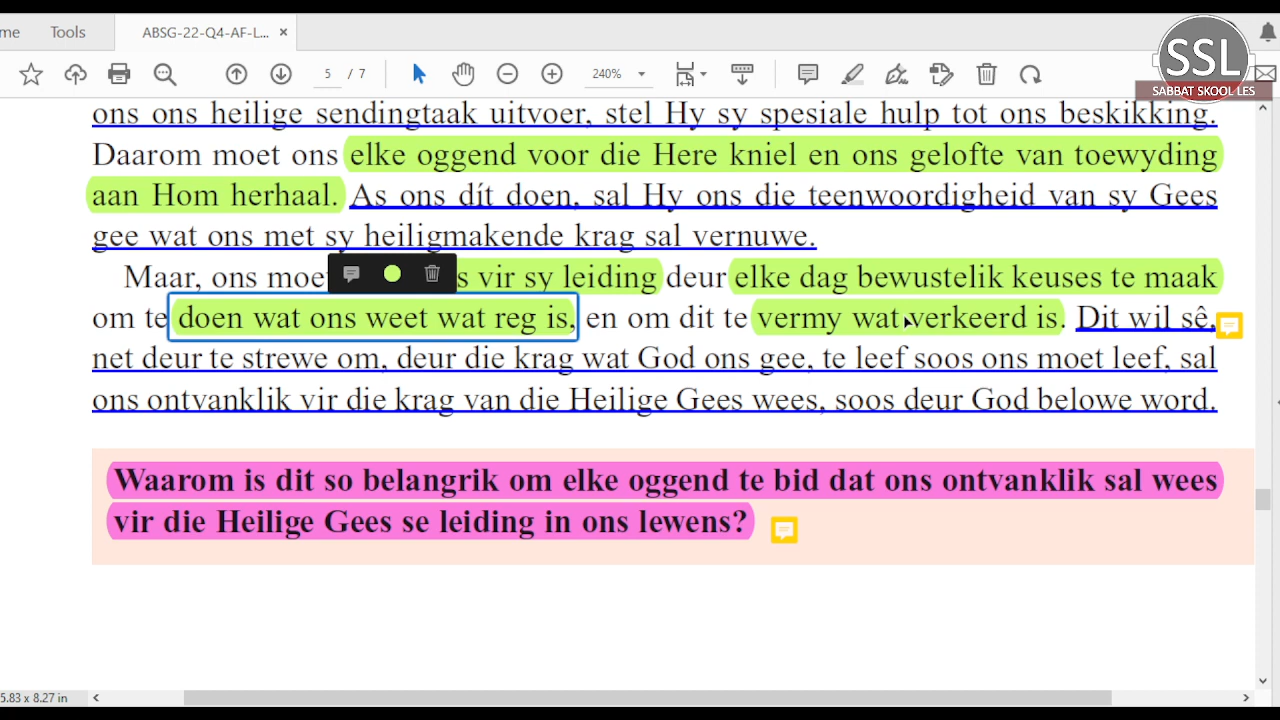 me Tools ABSG-22-Q4-AF-L... ×
5 / 7 240%
SSL
SABBAT SKOOL LES
ons ons heilige sendingtaak uitvoer, stel Hy sy spesiale hulp tot ons beskikking.
Daarom moet ons elke oggend voor die Here kniel en ons gelofte van toewyding
aan Hom herhaal. As ons dít doen, sal Hy ons die teenwoordigheid van sy Gees
gee wat ons met sy heiligmakende krag sal vernuwe.
Maar, ons moe s vir sy leiding deur elke dag bewustelik keuses te maak
om te doen wat ons weet wat reg is, en om dit te vermy wat verkeerd is. Dit wil sê,
net deur te strewe om, deur die krag wat God ons gee, te leef soos ons moet leef, sal
ons ontvanklik vir die krag van die Heilige Gees wees, soos deur God belowe word.
Waarom is dit so belangrik om elke oggend te bid dat ons ontvanklik sal wees
vir die Heilige Gees se leiding in ons lewens?
5.83 x 8.27 in